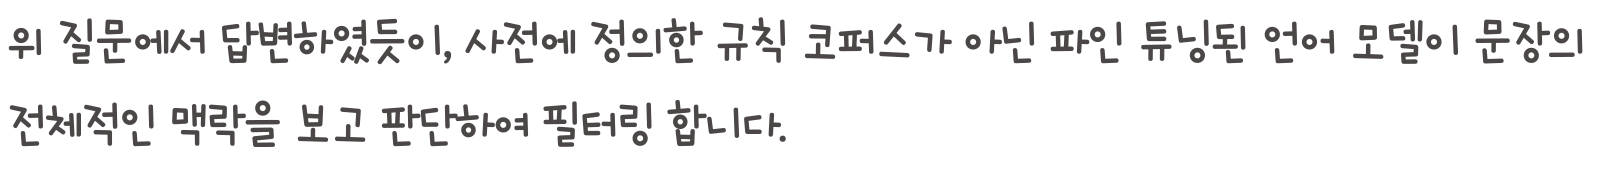 위 질문에서 답변하였듯이, 사전에 정의한 규칙 코퍼스가 아닌 파인 튜닝된 언어 모델이 문장의
전체적인 맥락을 보고 판단하여 필터링 합니다.